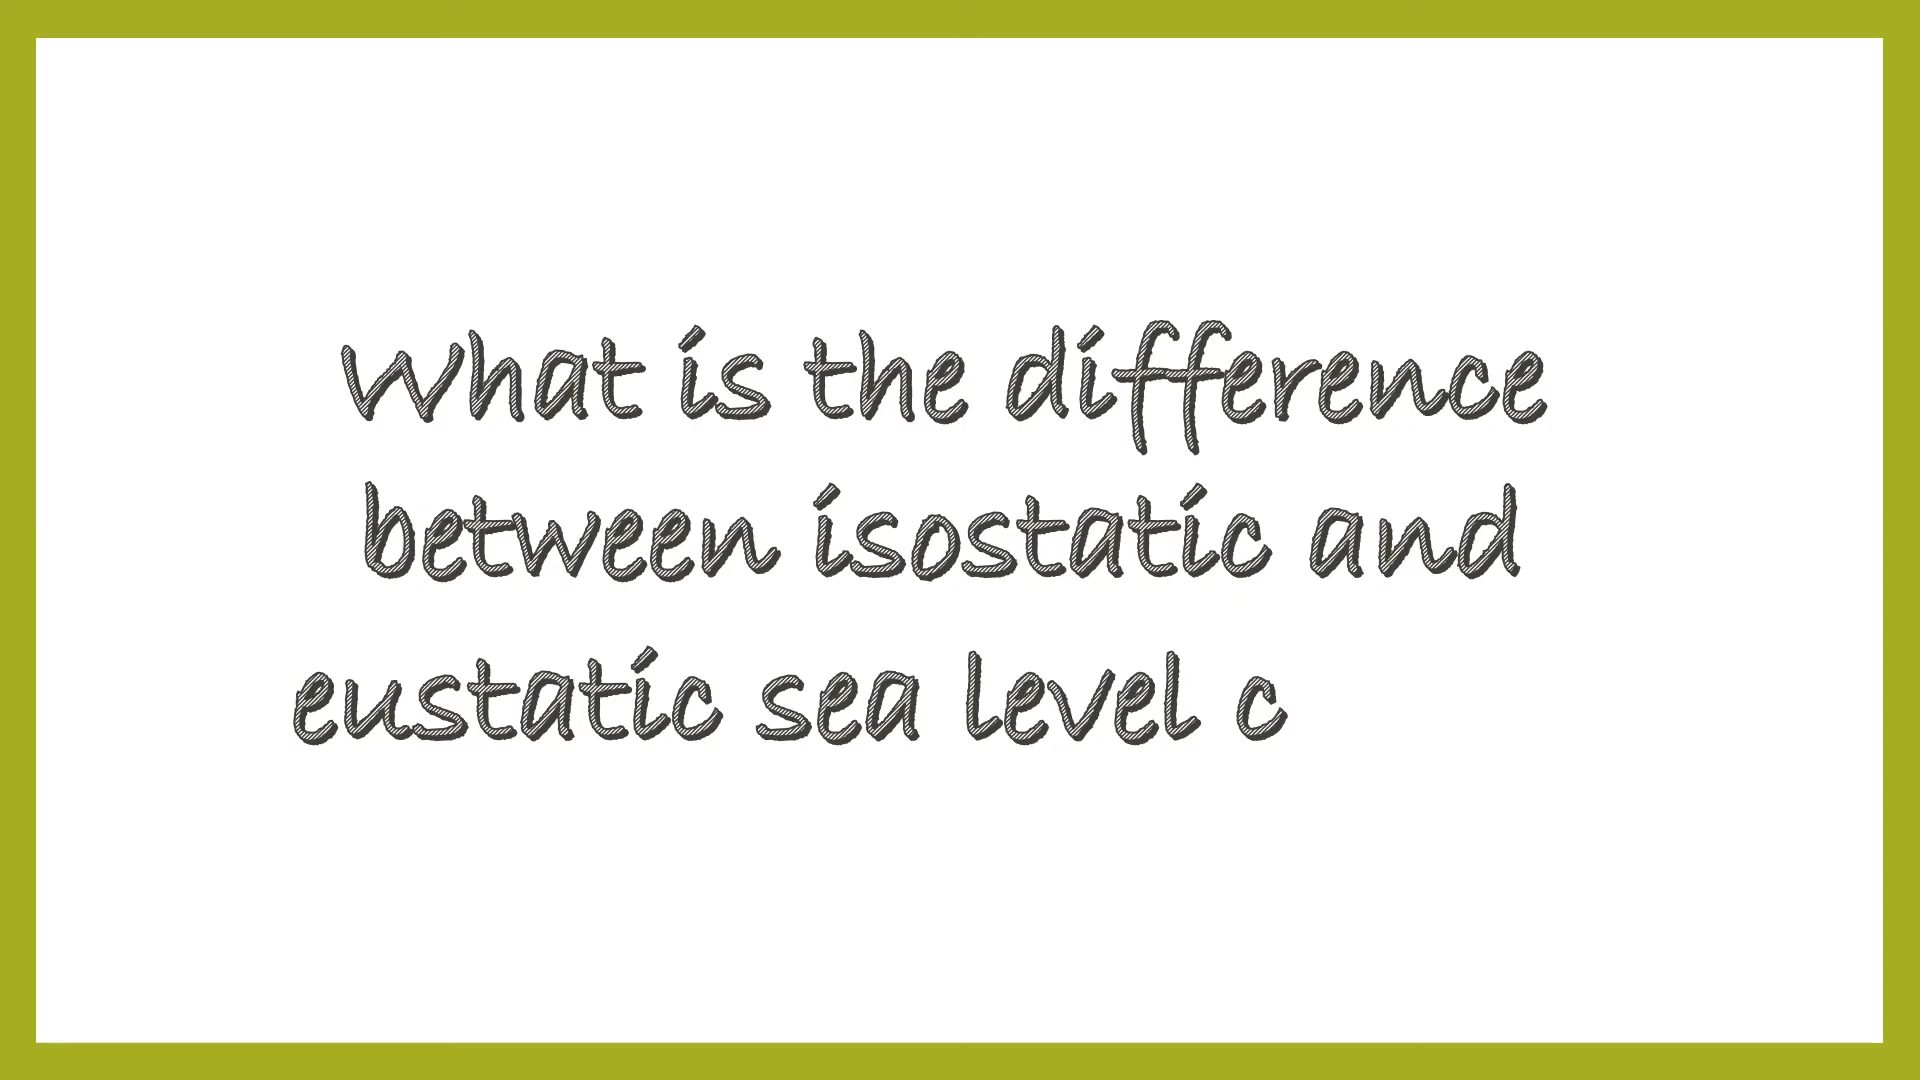 What is the difference
between isostatic and
eustatic sea level c